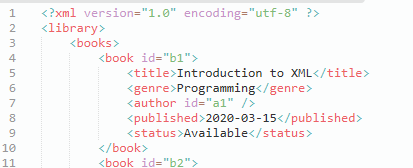 1 <?xml version="1.0" encoding="utf-8" ?>
2 <library>
3     <books>
4         <book id="b1">
5             <title>Introduction to XML</title>
6             <genre>Programming</genre>
7             <author id="a1" />
8             <published>2020-03-15</published>
9             <status>Available</status>
10         </book>
11         <book id="b2">